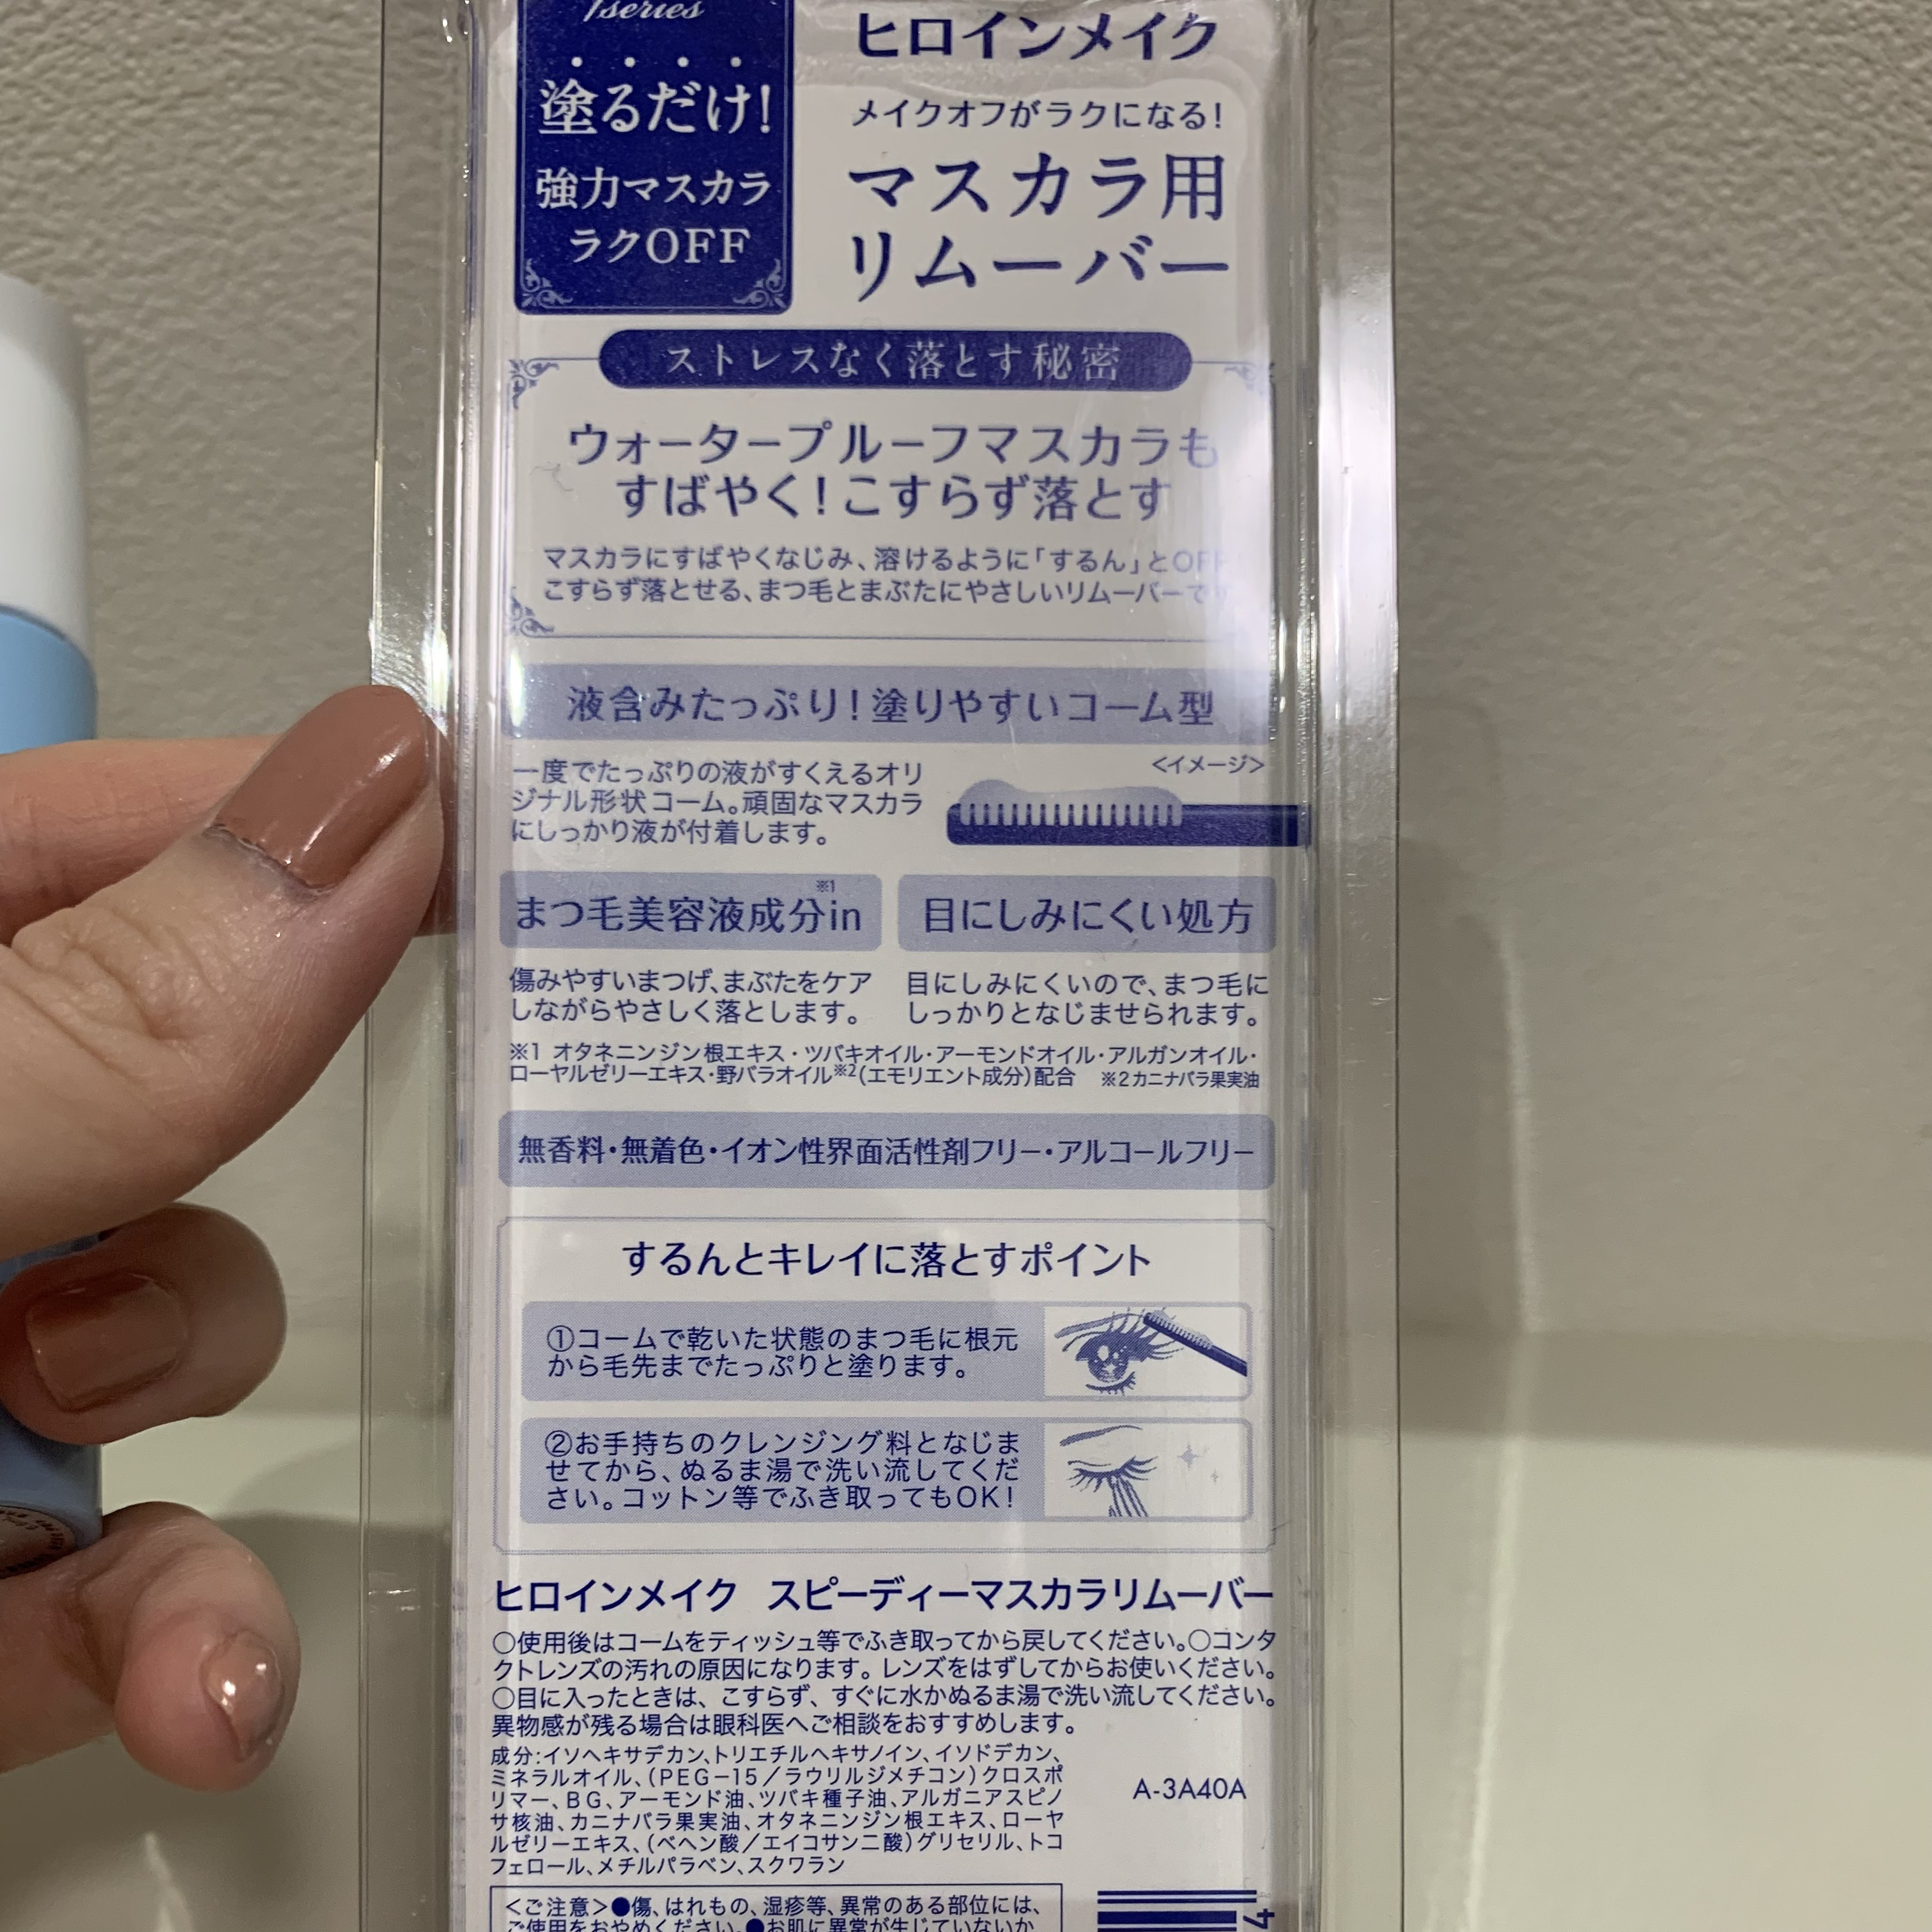 1series
塗るだけ!
強力マスカラ
ラクOFF
ヒロインメイク
メイクオフがラクになる!
マスカラ用
リムーバー
ストレスなく落とす秘密
ウォータープルーフマスカラも
すばやく!こすらず落とす
マスカラにすばやくなじみ、溶けるように「するん」とOFF
こすらず落とせる、まつ毛とまぶたにやさしいリムーバーです
液含みたっぷり!塗りやすいコーム型
一度でたっぷりの液がすくえるオリ
ジナル形状コーム。頑固なマスカラ
にしっかり液が付着します。
<イメージ>
まつ毛美容液成分in※1
傷みやすいまつげ、まぶたをケア
しながらやさしく落とします。
目にしみにくい処方
目にしみにくいので、まつ毛に
しっかりとなじませられます。
※1 オタネニンジン根エキス・ツバキオイル・アーモンドオイル・アルガンオイル・
ローヤルゼリーエキス・野バラオイル※2(エモリエント成分)配合 ※2カニナバラ果実油
無香料・無着色・イオン性界面活性剤フリー・アルコールフリー
するんとキレイに落とすポイント
①コームで乾いた状態のまつ毛に根元
から毛先までたっぷりと塗ります。
②お手持ちのクレンジング料となじま
せてから、ぬるま湯で洗い流してくだ
さい。コットン等でふき取ってもOK!
ヒロインメイク スピーディーマスカラリムーバー
○使用後はコームをティッシュ等でふき取ってから戻してください。○コンタ
クトレンズの汚れの原因になります。レンズをはずしてからお使いください。
○目に入ったときは、こすらず、すぐに水かぬるま湯で洗い流してください。
異物感が残る場合は眼科医へご相談をおすすめします。
成分:イソヘキサデカン、トリエチルヘキサノイン、イソドデカン、
ミネラルオイル、(PEG-15/ラウリルジメチコン)クロスポ
リマー、BG、アーモンド油、ツバキ種子油、アルガニアスピノ
サ核油、カニナバラ果実油、オタネニンジン根エキス、ローヤ
ルゼリーエキス、(ベヘン酸/エイコサン二酸)グリセリル、トコ
フェロール、メチルパラベン、スクワラン
A-3A40A
<ご注意>●傷、はれもの、湿疹等、異常のある部位には、
ご使用をおやめください。●お肌に異常が生じていないか
4